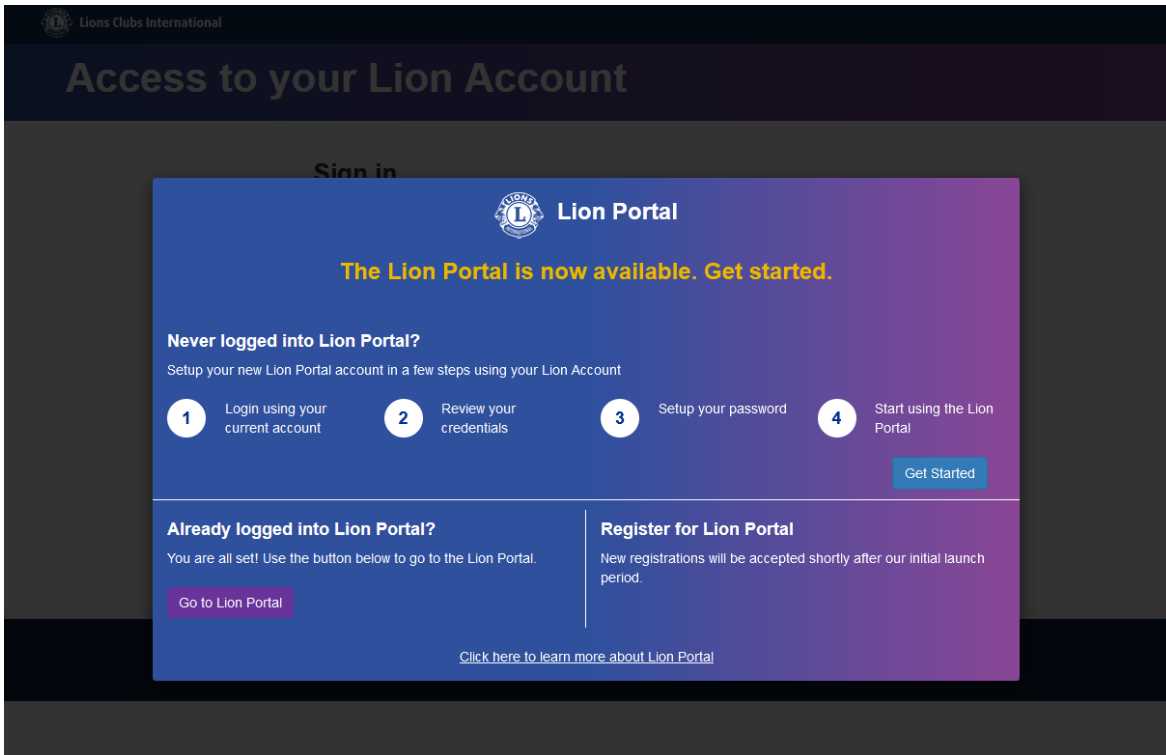 Lions Clubs International
Access to your Lion Account
Sign in
Lion Portal
The Lion Portal is now available. Get started.
Never logged into Lion Portal?
Setup your new Lion Portal account in a few steps using your Lion Account
1 Login using your
current account
2 Review your
credentials
3 Setup your password
4 Start using the Lion
Portal
Get Started
Already logged into Lion Portal?
You are all set! Use the button below to go to the Lion Portal.
Go to Lion Portal
Register for Lion Portal
New registrations will be accepted shortly after our initial launch
period.
Click here to learn more about Lion Portal